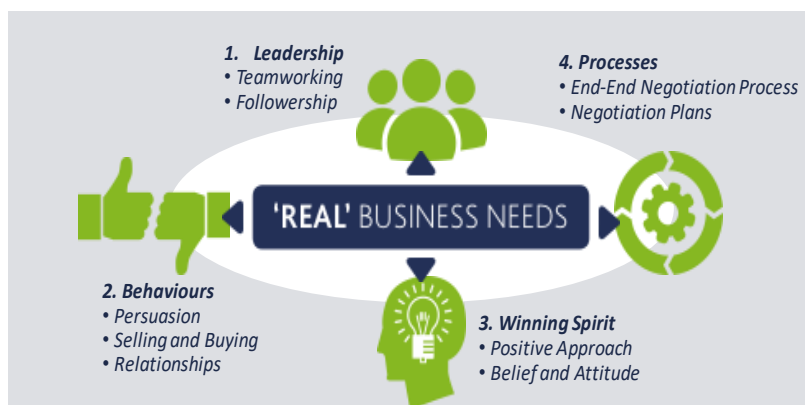 1. Leadership
• Teamworking
• Followership
4. Processes
• End-End Negotiation Process
• Negotiation Plans
‘REAL’ BUSINESS NEEDS
2. Behaviours
• Persuasion
• Selling and Buying
• Relationships
3. Winning Spirit
• Positive Approach
• Belief and Attitude